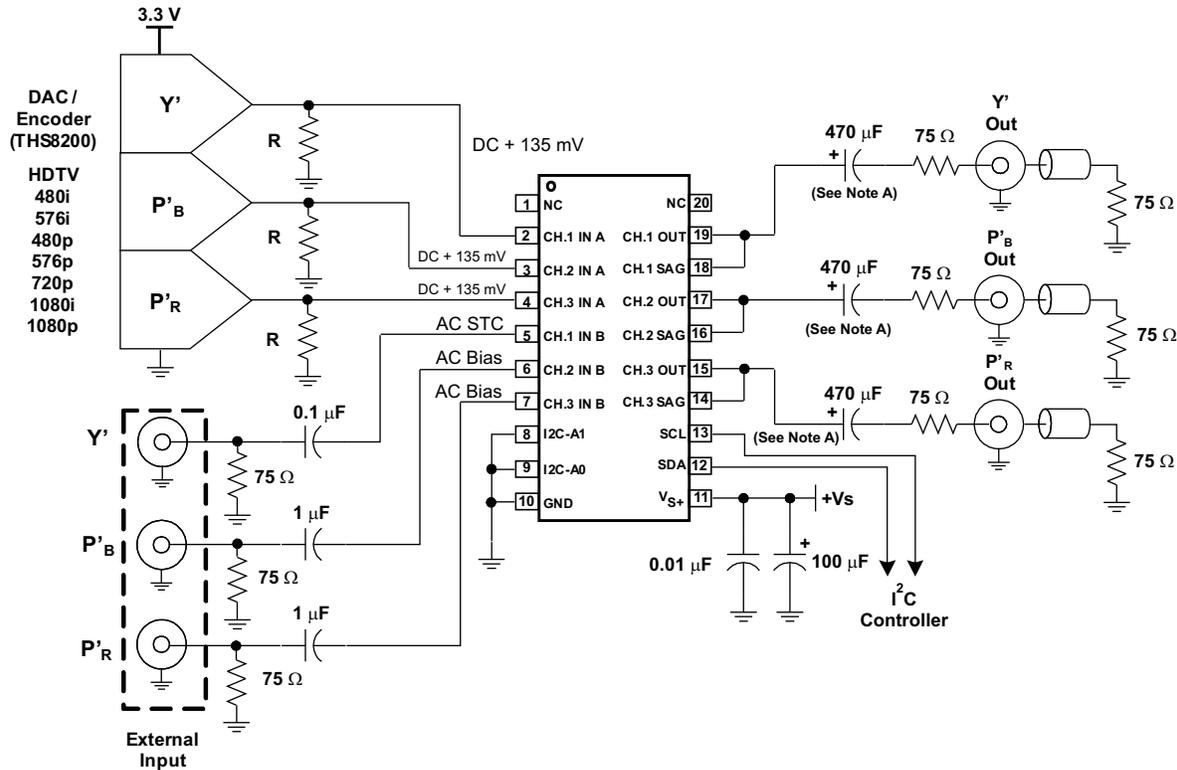 3.3 V
DAC /
Encoder
(THS8200)
HDTV
480i
576i
480p
576p
720p
1080i
1080p
Y'
P'B
P'R
R
R
R
DC + 135 mV
DC + 135 mV
DC + 135 mV
AC STC
AC Bias
AC Bias
Y'
P'B
P'R
0.1 µF
1 µF
1 µF
75 Ω
75 Ω
75 Ω
External
Input
1 NC
2 CH.1 IN A
3 CH.2 IN A
4 CH.3 IN A
5 CH.1 IN B
6 CH.2 IN B
7 CH.3 IN B
8 I2C-A1
9 I2C-A0
10 GND
NC 20
CH.1 OUT 19
CH.1 SAG 18
CH.2 OUT 17
CH.2 SAG 16
CH.3 OUT 15
CH.3 SAG 14
SCL 13
SDA 12
VS+ 11
470 µF
+
(See Note A)
75 Ω
Y'
Out
75 Ω
470 µF
+
(See Note A)
75 Ω
P'B
Out
75 Ω
470 µF
+
(See Note A)
75 Ω
P'R
Out
75 Ω
+Vs
0.01 µF
+
100 µF
I2C
Controller